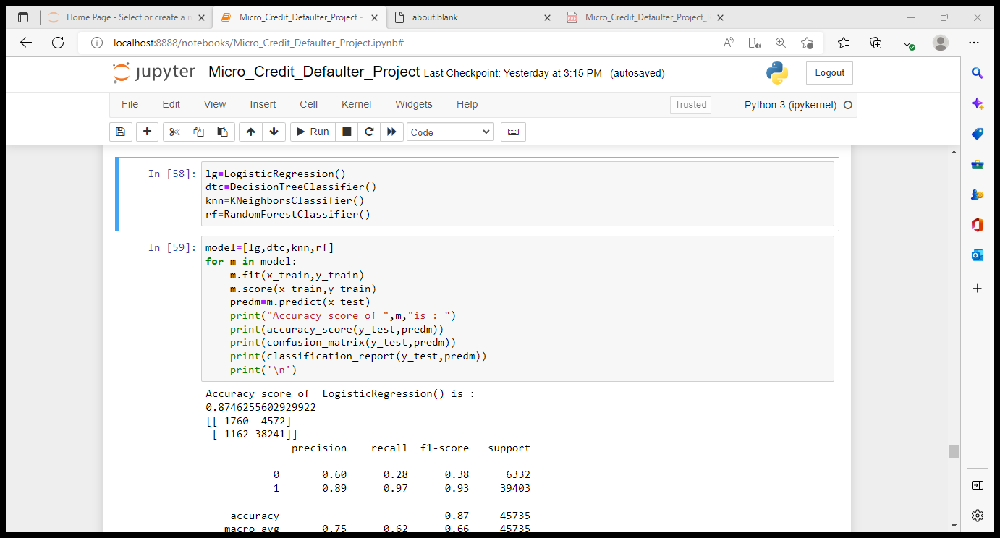 Home Page - Select or create a n
Micro_Credit_Defaulter_Project -
about:blank
Micro_Credit_Defaulter_Project_F
localhost:8888/notebooks/Micro_Credit_Defaulter_Project.ipynb#
jupyter Micro_Credit_Defaulter_Project Last Checkpoint: Yesterday at 3:15 PM (autosaved)
Logout
File Edit View Insert Cell Kernel Widgets Help
Trusted
Python 3 (ipykernel)
Run
Code
In [58]: lg=LogisticRegression()
dtc=DecisionTreeClassifier()
knn=KNeighborsClassifier()
rf=RandomForestClassifier()
In [59]: model=[lg,dtc,knn,rf]
for m in model:
    m.fit(x_train,y_train)
    m.score(x_train,y_train)
    predm=m.predict(x_test)
    print("Accuracy score of ",m,"is : ")
    print(accuracy_score(y_test,predm))
    print(confusion_matrix(y_test,predm))
    print(classification_report(y_test,predm))
    print('\n')
Accuracy score of  LogisticRegression() is :
0.8746255602929922
[[ 1760  4572]
 [ 1162 38241]]
              precision    recall  f1-score   support
           0       0.60      0.28      0.38      6332
           1       0.89      0.97      0.93     39403
    accuracy                           0.87     45735
   macro avg       0.75      0.62      0.66     45735